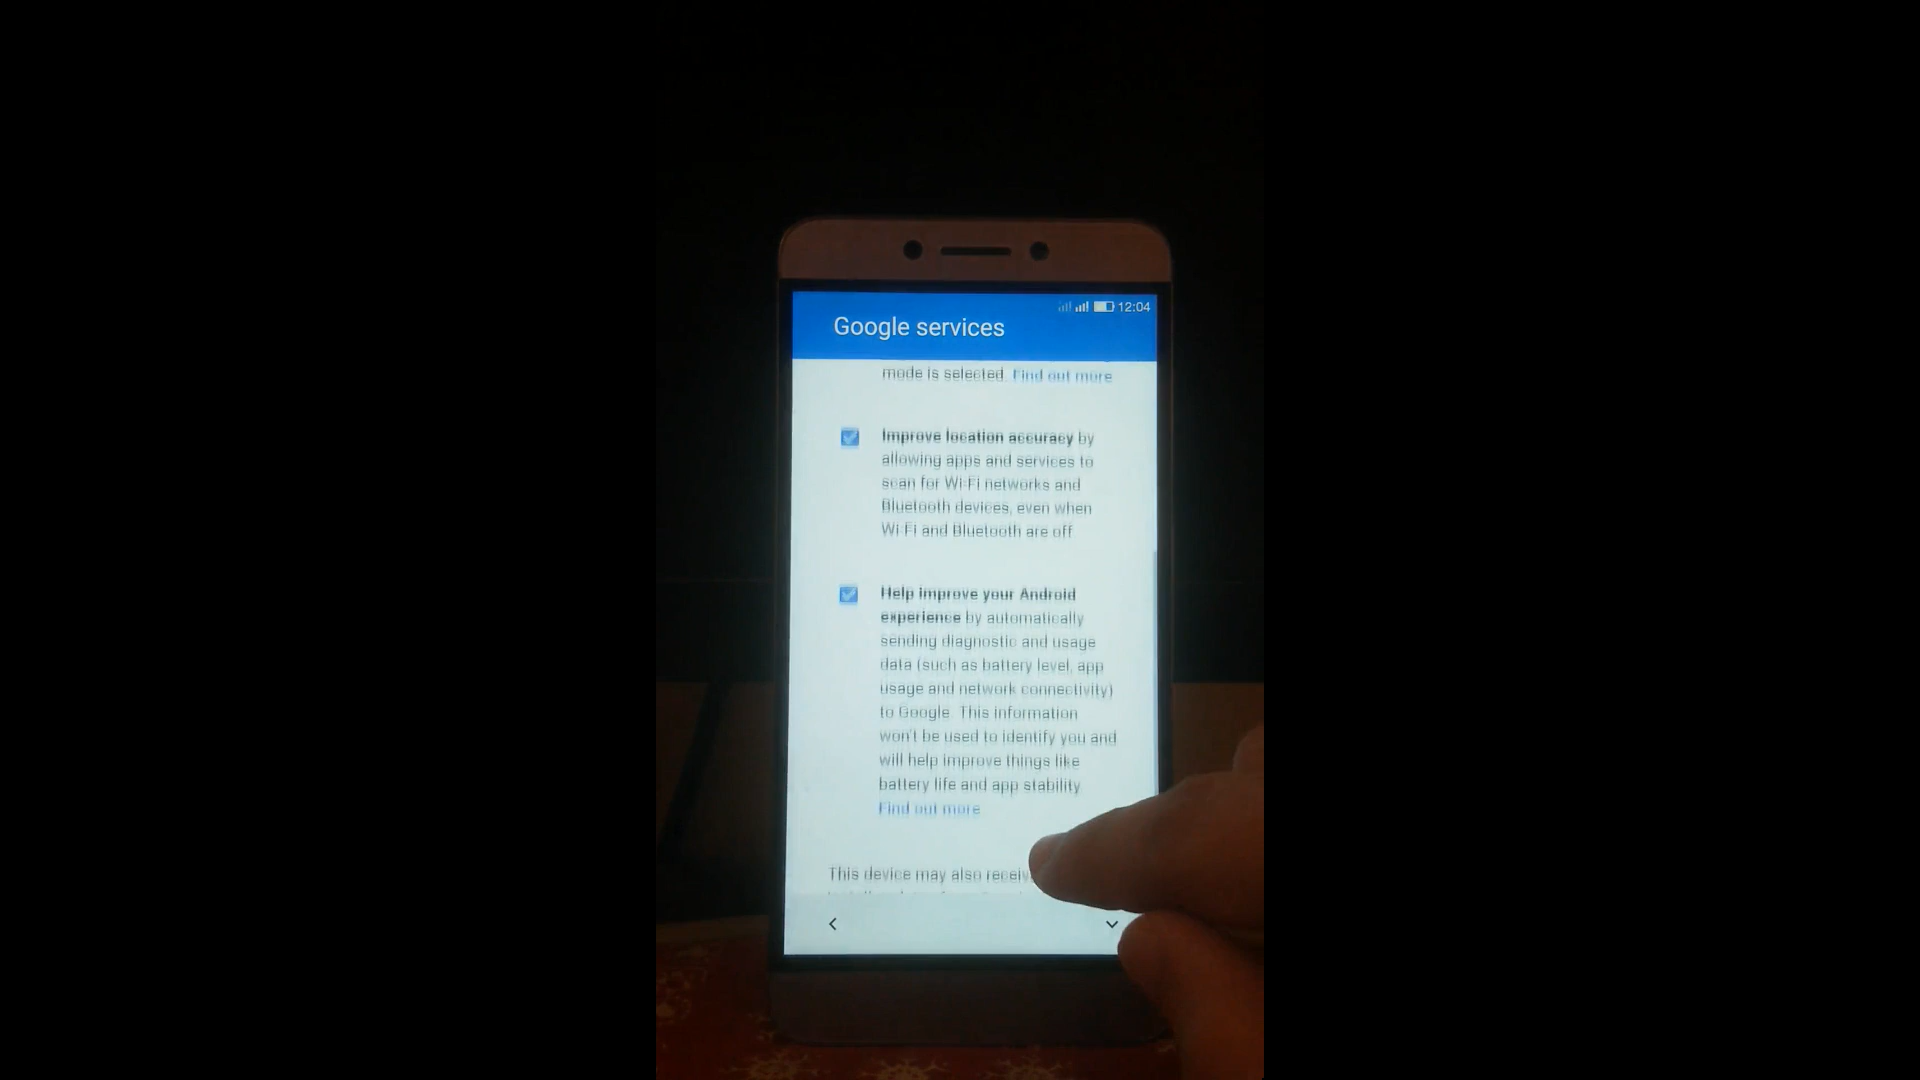 12:04
Google services
mode is selected. Find out more
Improve location accuracy by
allowing apps and services to
scan for Wi-Fi networks and
Bluetooth devices, even when
Wi-Fi and Bluetooth are off
Help improve your Android
experience by automatically
sending diagnostic and usage
data (such as battery level, app
usage and network connectivity)
to Google. This information
won't be used to identify you and
will help improve things like
battery life and app stability.
Find out more
This device may also